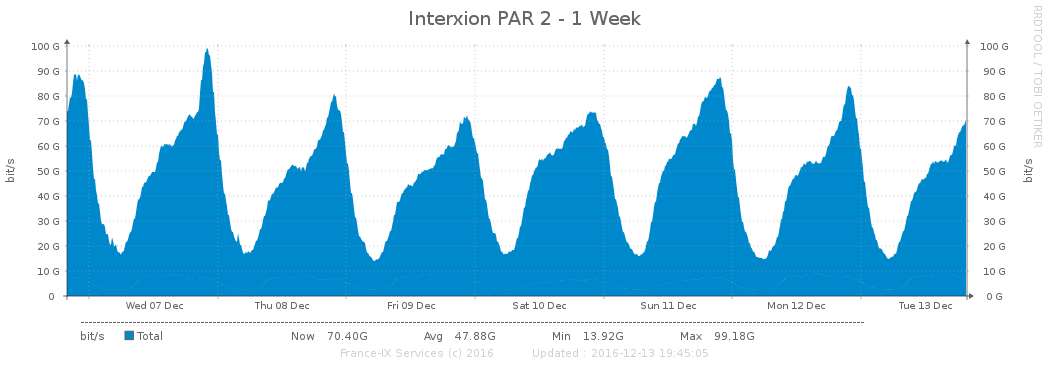 Interxion PAR 2 - 1 Week
RRDTOOL / TOBI OETIKER
100 G 100 G
90 G 90 G
80 G 80 G
70 G 70 G
60 G 60 G
50 G 50 G
40 G 40 G
30 G 30 G
20 G 20 G
10 G 10 G
0 0 G
bit/s
bit/s
Wed 07 Dec Thu 08 Dec Fri 09 Dec Sat 10 Dec Sun 11 Dec Mon 12 Dec Tue 13 Dec
bit/s Total Now 70.40G Avg 47.88G Min 13.92G Max 99.18G
France-IX Services (c) 2016 Updated : 2016-12-13 19:45:05